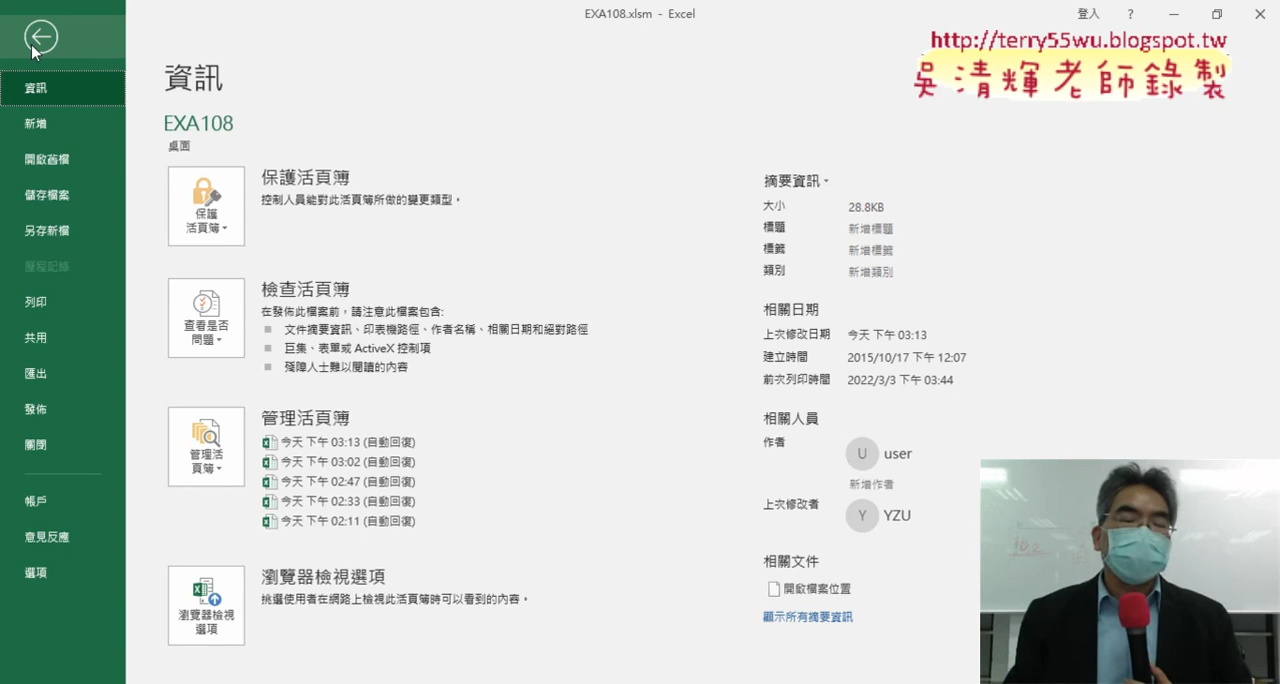 EXA108.xlsm - Excel
登入
?
http://terry55wu.blogspot.tw
吳清輝老師錄製
資訊
新增
開啟舊檔
儲存檔案
另存新檔
歷程記錄
列印
共用
匯出
發佈
關閉
帳戶
意見反應
選項
資訊
EXA108
桌面
保護
活頁簿
保護活頁簿
控制人員能對此活頁簿所做的變更類型。
查看是否
問題
檢查活頁簿
在發佈此檔案前，請注意此檔案包含:
文件摘要資訊、印表機路徑、作者名稱、相關日期和絕對路徑
巨集、表單或 ActiveX 控制項
殘障人士難以閱讀的內容
管理活
頁簿
管理活頁簿
今天 下午 03:13 (自動回復)
今天 下午 03:02 (自動回復)
今天 下午 02:47 (自動回復)
今天 下午 02:33 (自動回復)
今天 下午 02:11 (自動回復)
瀏覽器檢視
選項
瀏覽器檢視選項
挑選使用者在網路上檢視此活頁簿時可以看到的內容。
摘要資訊
大小 28.8KB
標題 新增標題
標籤 新增標籤
類別 新增類別
相關日期
上次修改日期 今天 下午 03:13
建立時間 2015/10/17 下午 12:07
前次列印時間 2022/3/3 下午 03:44
相關人員
作者
U user
新增作者
上次修改者
Y YZU
相關文件
開啟檔案位置
顯示所有摘要資訊